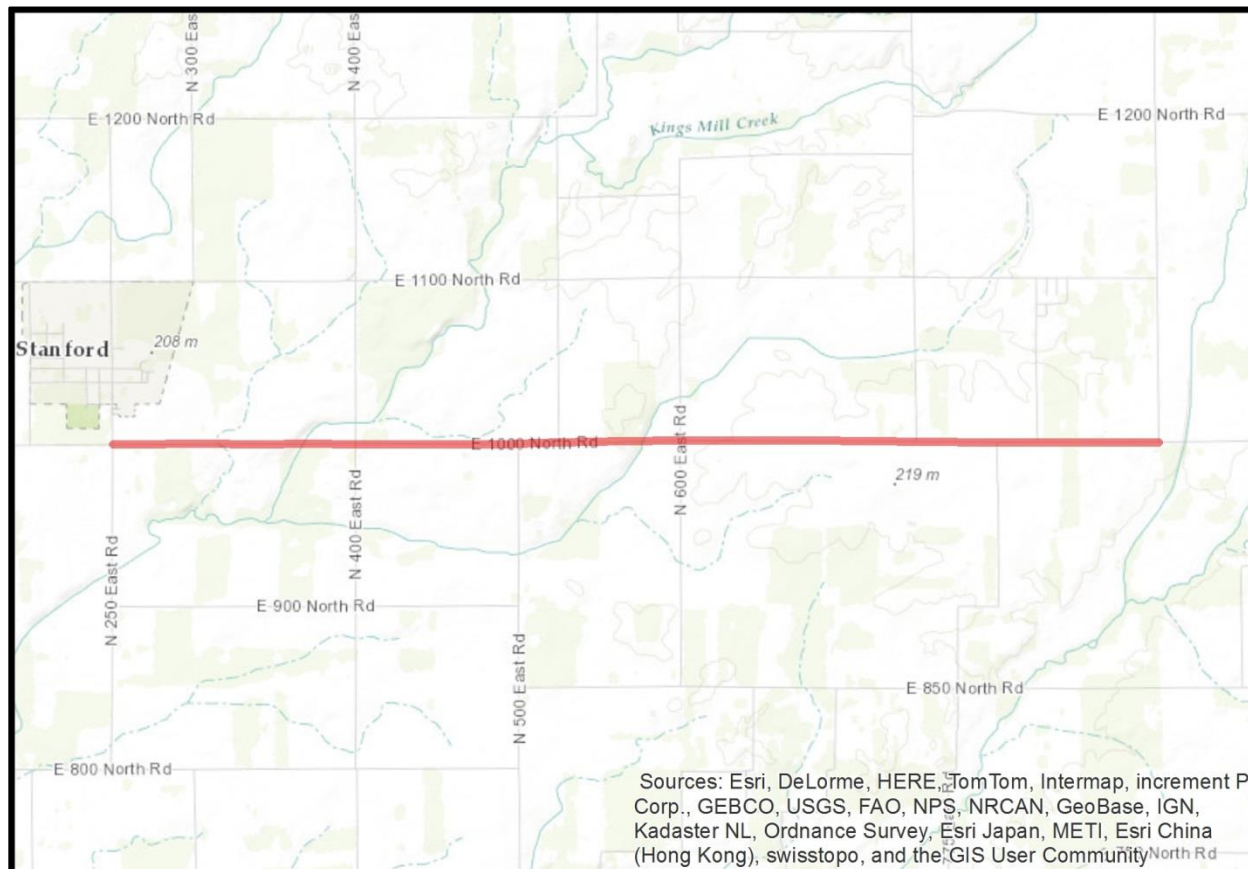 N 300 East
N 400 Eas
E 1200 North Rd
Kings Mill Creek
E 1200 North Rd
E 1100 North Rd
Stanford
208 m
E 1000 North Rd
N 600 East Rd
219 m
N 400 East Rd
N 250 East Rd
E 900 North Rd
N 500 East Rd
E 850 North Rd
E 800 North Rd
Sources: Esri, DeLorme, HERE, TomTom, Intermap, increment P
Corp., GEBCO, USGS, FAO, NPS, NRCAN, GeoBase, IGN,
Kadaster NL, Ordnance Survey, Esri Japan, METI, Esri China
(Hong Kong), swisstopo, and the GIS User Community
North Rd